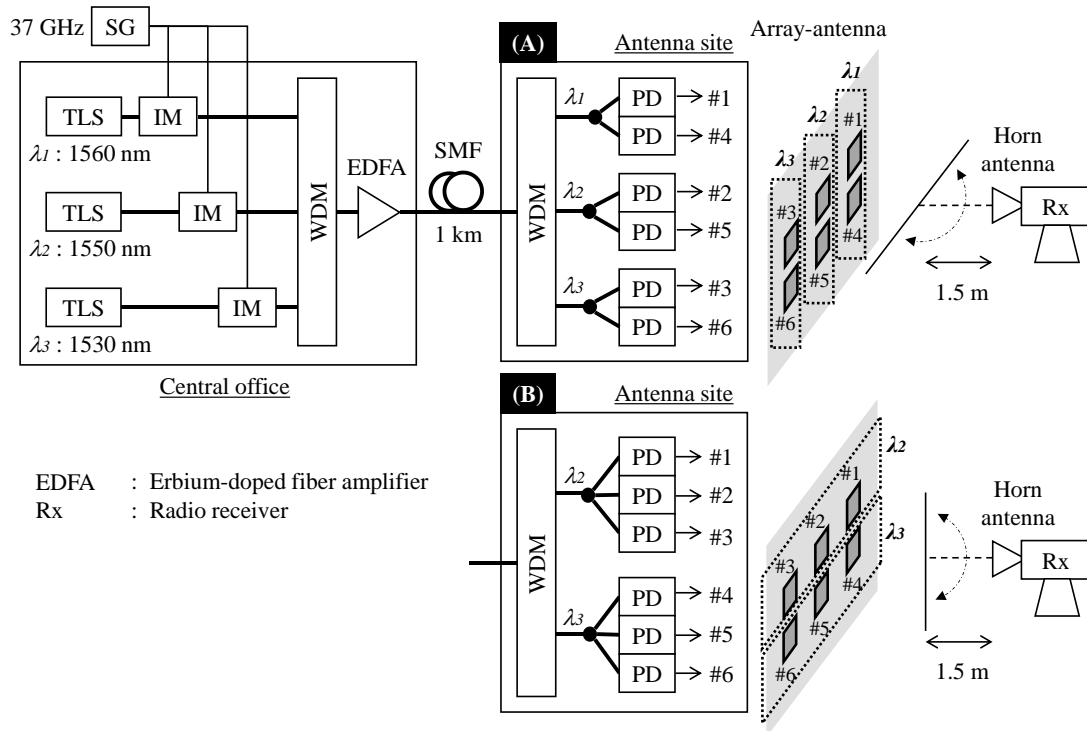 37 GHz
SG
Central office
TLS
IM
λ1 : 1560 nm
TLS
IM
λ2 : 1550 nm
TLS
IM
λ3 : 1530 nm
WDM
EDFA
SMF
1 km
(A)
Antenna site
WDM
λ1
PD
#1
PD
#4
λ2
PD
#2
PD
#5
λ3
PD
#3
PD
#6
Array-antenna
λ1
λ2
λ3
#1
#2
#3
#4
#5
#6
Horn
antenna
Rx
1.5 m
(B)
Antenna site
WDM
λ2
PD
#1
PD
#2
PD
#3
λ3
PD
#4
PD
#5
PD
#6
λ2
λ3
#1
#2
#3
#4
#5
#6
Horn
antenna
Rx
1.5 m
EDFA : Erbium-doped fiber amplifier
Rx : Radio receiver